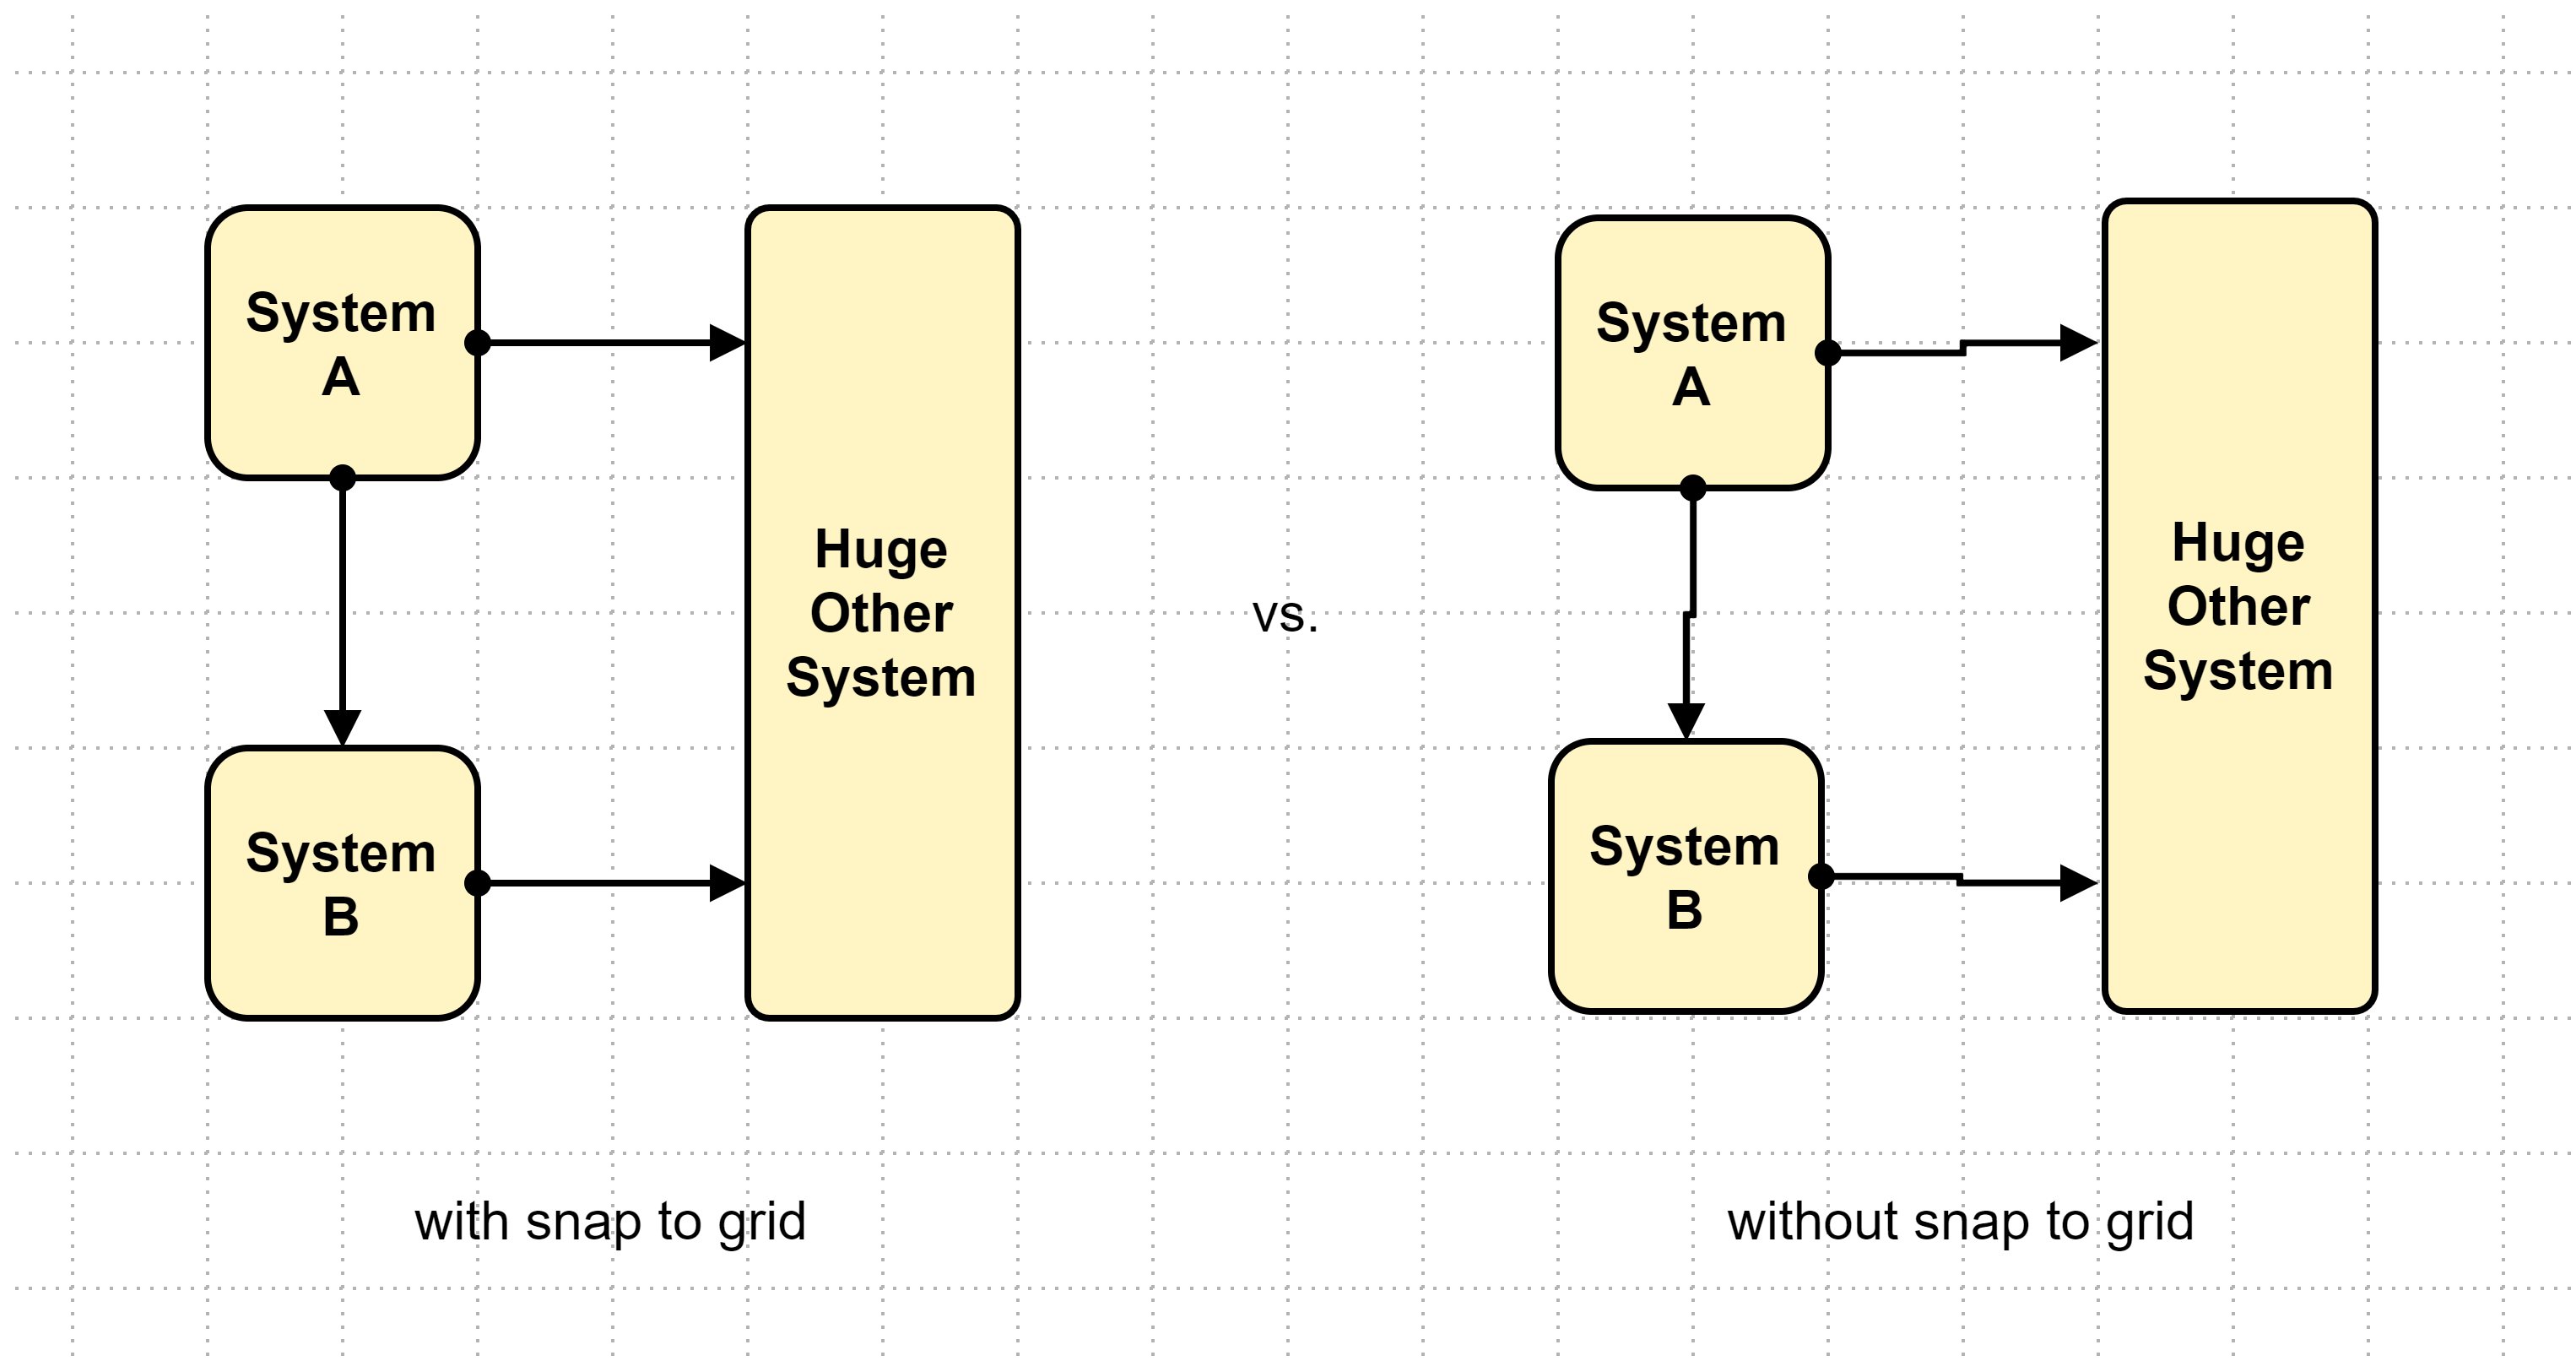 System
A
Huge
Other
System
System
B
vs.
System
A
Huge
Other
System
System
B
with snap to grid
without snap to grid